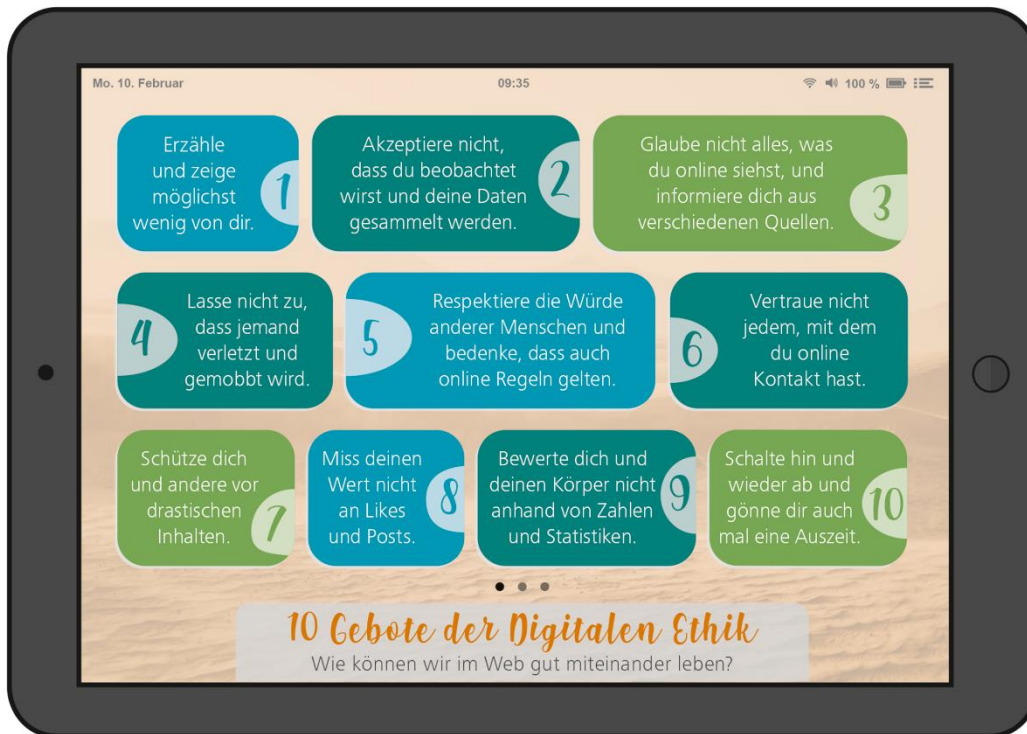 Mo. 10. Februar
09:35
100 %
Erzähle
und zeige
möglichst
wenig von dir.
1
Akzeptiere nicht,
dass du beobachtet
wirst und deine Daten
gesammelt werden.
2
Glaube nicht alles, was
du online siehst, und
informiere dich aus
verschiedenen Quellen.
3
4
Lasse nicht zu,
dass jemand
verletzt und
gemobbt wird.
5
Respektiere die Würde
anderer Menschen und
bedenke, dass auch
online Regeln gelten.
6
Vertraue nicht
jedem, mit dem
du online
Kontakt hast.
Schütze dich
und andere vor
drastischen
Inhalten.
7
Miss deinen
Wert nicht
an Likes
und Posts.
8
Bewerte dich und
deinen Körper nicht
anhand von Zahlen
und Statistiken.
9
Schalte hin und
wieder ab und
gönne dir auch
mal eine Auszeit.
10
10 Gebote der Digitalen Ethik
Wie können wir im Web gut miteinander leben?